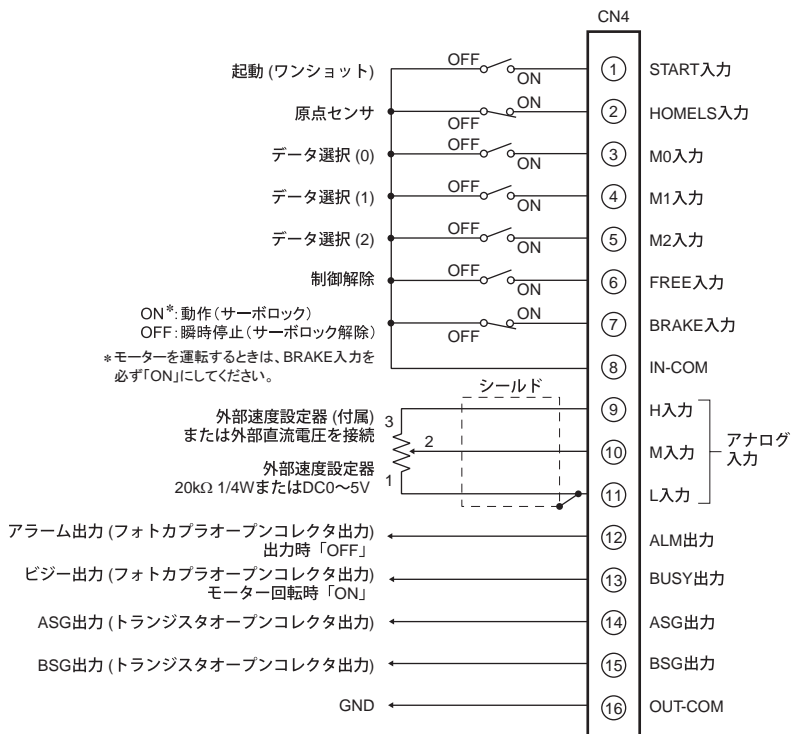 CN4
起動 (ワンショット) OFF ON ① START入力
原点センサ OFF ON ② HOMELS入力
データ選択 (0) OFF ON ③ M0入力
データ選択 (1) OFF ON ④ M1入力
データ選択 (2) OFF ON ⑤ M2入力
制御解除 OFF ON ⑥ FREE入力
ON*: 動作(サーボロック)
OFF: 瞬時停止(サーボロック解除)
OFF ON ⑦ BRAKE入力
*モーターを運転するときは、BRAKE入力を
必ず「ON」にしてください。
⑧ IN-COM
シールド
外部速度設定器 (付属)
または外部直流電圧を接続
3 ⑨ H入力
2 ⑩ M入力
アナログ
入力
外部速度設定器
20kΩ 1/4WまたはDC0～5V
1 ⑪ L入力
アラーム出力 (フォトカプラオープンコレクタ出力)
出力時「OFF」
⑫ ALM出力
ビジー出力 (フォトカプラオープンコレクタ出力)
モーター回転時「ON」
⑬ BUSY出力
ASG出力 (トランジスタオープンコレクタ出力) ⑭ ASG出力
BSG出力 (トランジスタオープンコレクタ出力) ⑮ BSG出力
GND ⑯ OUT-COM